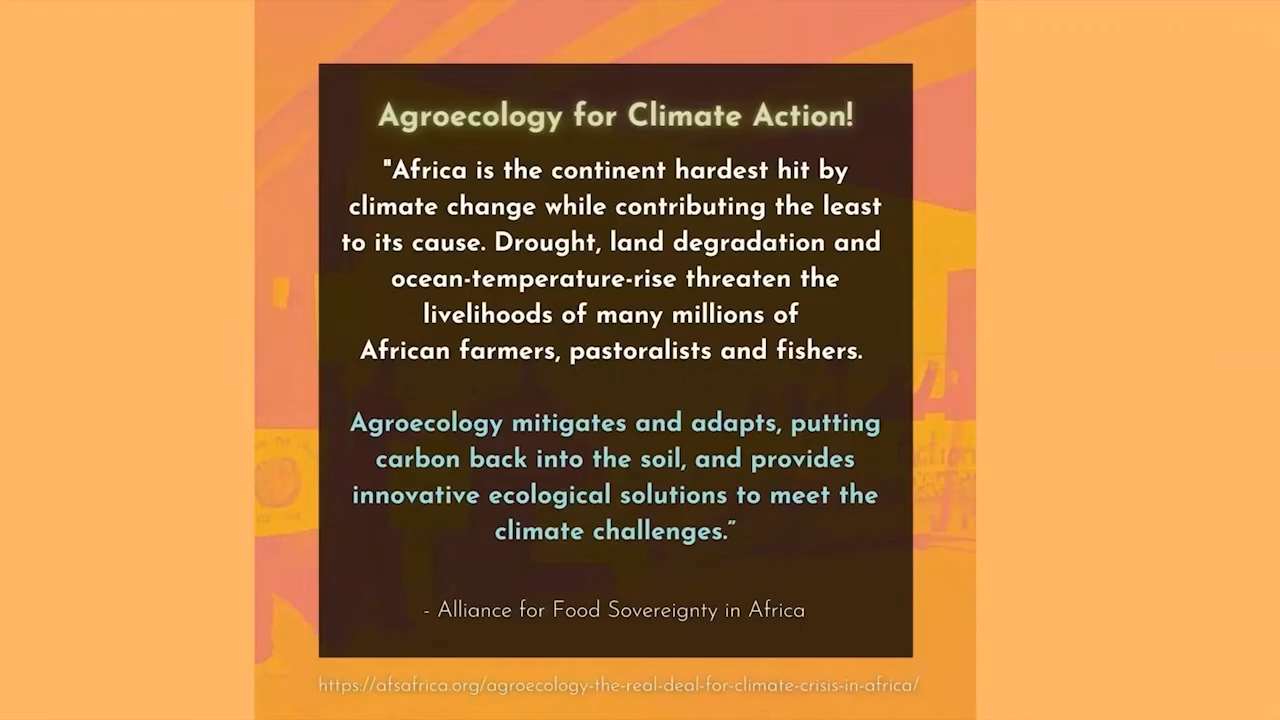 Agroecology for Climate Action!
"Africa is the continent hardest hit by
climate change while contributing the least
to its cause. Drought, land degradation and
ocean-temperature-rise threaten the
livelihoods of many millions of
African farmers, pastoralists and fishers.
Agroecology mitigates and adapts, putting
carbon back into the soil, and provides
innovative ecological solutions to meet the
climate challenges.”
- Alliance for Food Sovereignty in Africa
https://afsafrica.org/agroecology-the-real-deal-for-climate-crisis-in-africa/